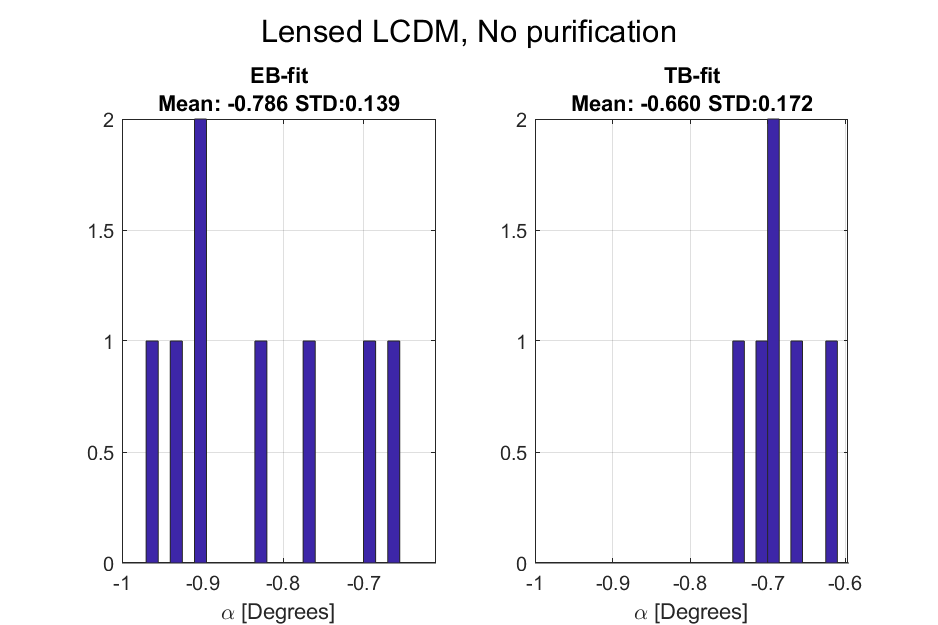 Lensed LCDM, No purification
EB-fit
Mean: -0.786 STD:0.139
2
1.5
1
0.5
0
-1
-0.9
-0.8
-0.7
α [Degrees]
TB-fit
Mean: -0.660 STD:0.172
2
1.5
1
0.5
0
-1
-0.9
-0.8
-0.7
-0.6
α [Degrees]